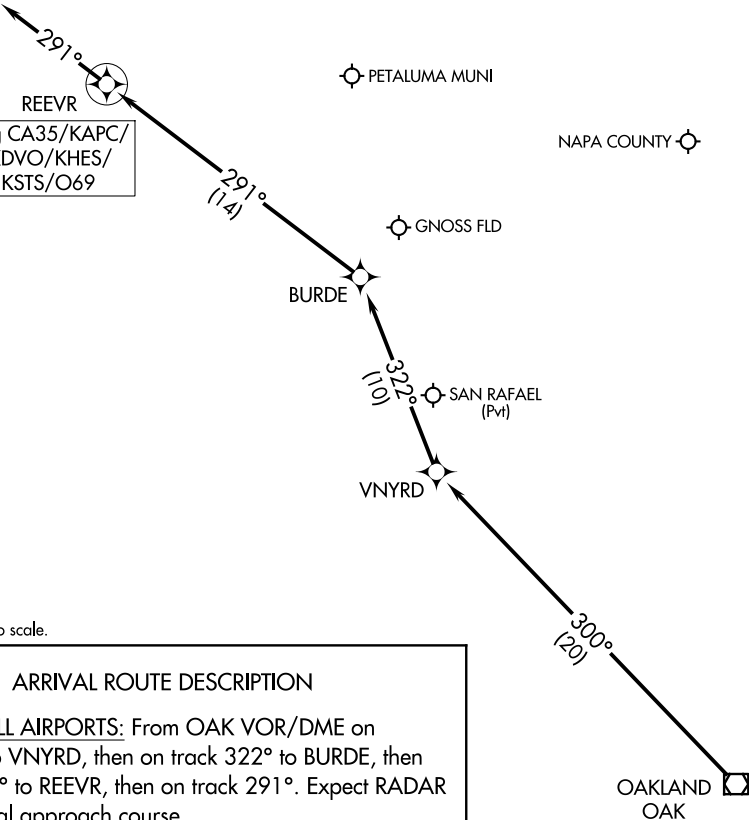 291°
PETALUMA MUNI
REEVR
CA35/KAPC/
DVO/KHES/
KSTS/O69
NAPA COUNTY
291°
(14)
GNOSS FLD
BURDE
322°
(10)
SAN RAFAEL
(Pvt)
VNYRD
300°
(20)
scale.
ARRIVAL ROUTE DESCRIPTION
AIRPORTS: From OAK VOR/DME on
VNYRD, then on track 322° to BURDE, then
° to REEVR, then on track 291°. Expect RADAR
approach course.
OAKLAND
OAK